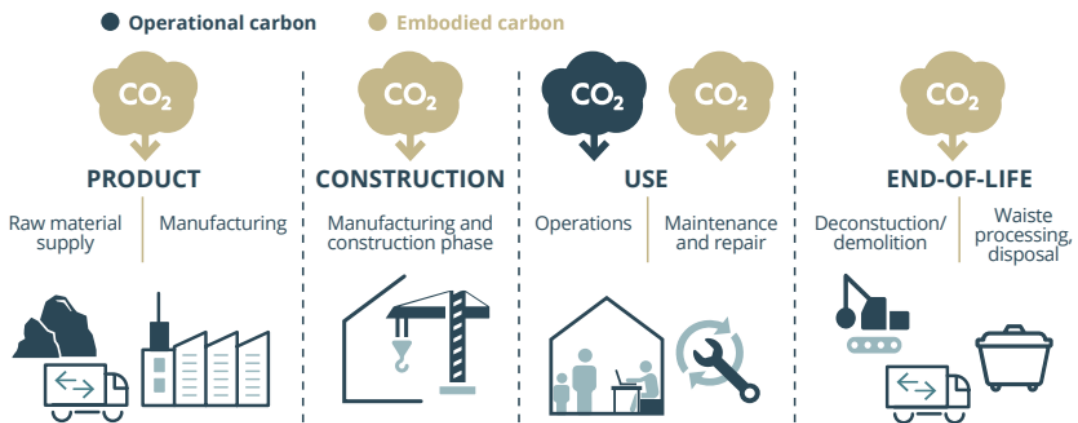 Operational carbon
Embodied carbon
CO₂
CO₂
CO₂
CO₂
CO₂
PRODUCT
Raw material
supply
Manufacturing
CONSTRUCTION
Manufacturing and
construction phase
USE
Operations
Maintenance
and repair
END-OF-LIFE
Deconstuction/
demolition
Waiste
processing,
disposal